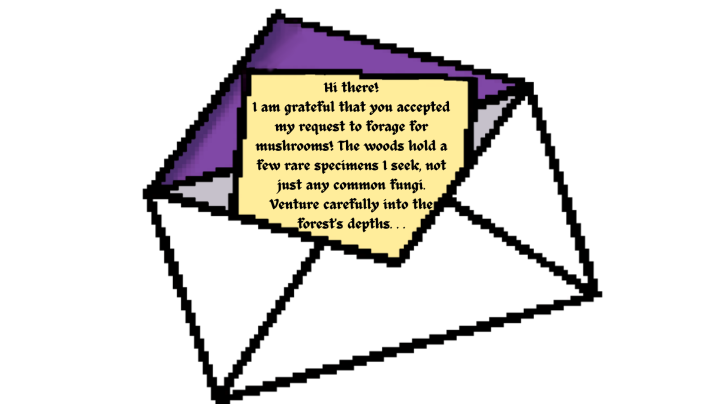 Hi there!
I am grateful that you accepted
my request to forage for
mushrooms! The woods hold a
few rare specimens I seek, not
just any common fungi.
Venture carefully into the
forest's depths. . .